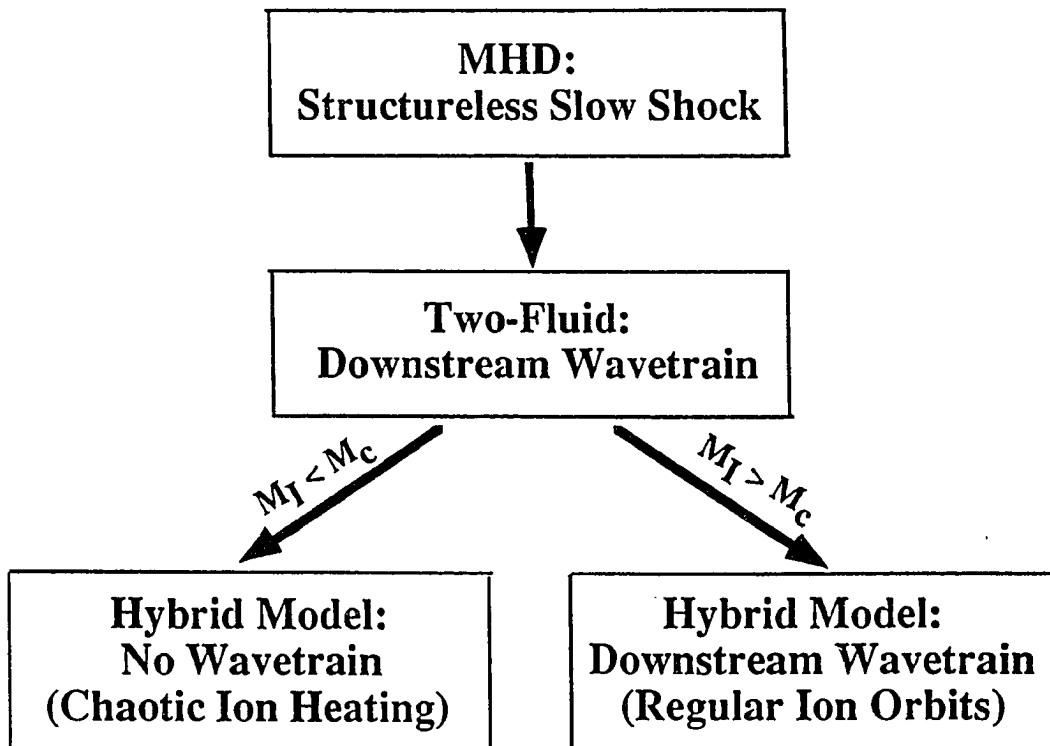 MHD:
Structureless Slow Shock
Two-Fluid:
Downstream Wavetrain
M_I < M_c
M_I > M_c
Hybrid Model:
No Wavetrain
(Chaotic Ion Heating)
Hybrid Model:
Downstream Wavetrain
(Regular Ion Orbits)